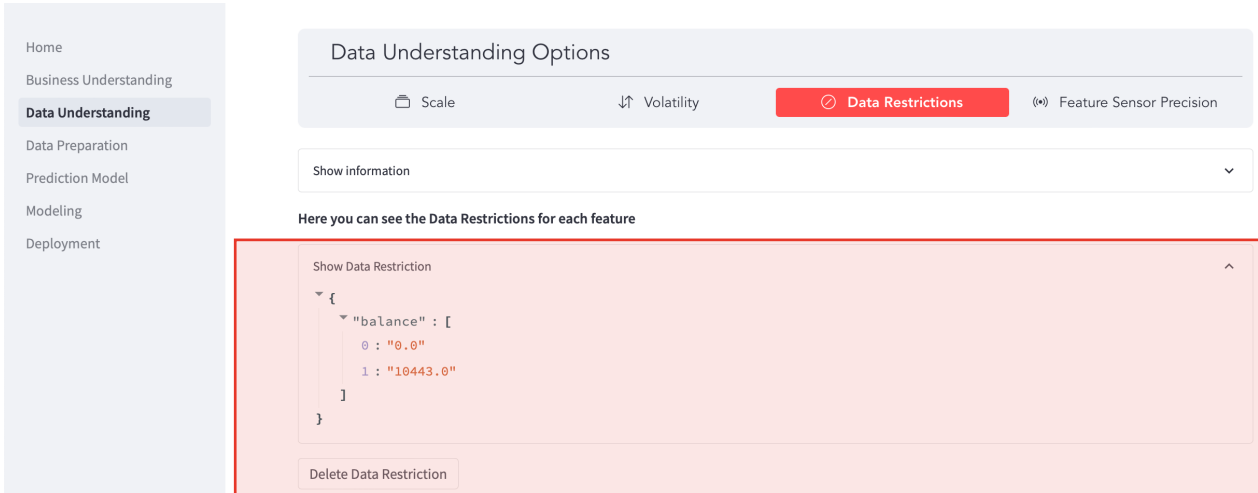 Home
Business Understanding
Data Understanding
Data Preparation
Prediction Model
Modeling
Deployment
Data Understanding Options
Scale
Volatility
Data Restrictions
Feature Sensor Precision
Show information
Here you can see the Data Restrictions for each feature
Show Data Restriction
{
"balance" : [
0 : "0.0"
1 : "10443.0"
]
}
Delete Data Restriction